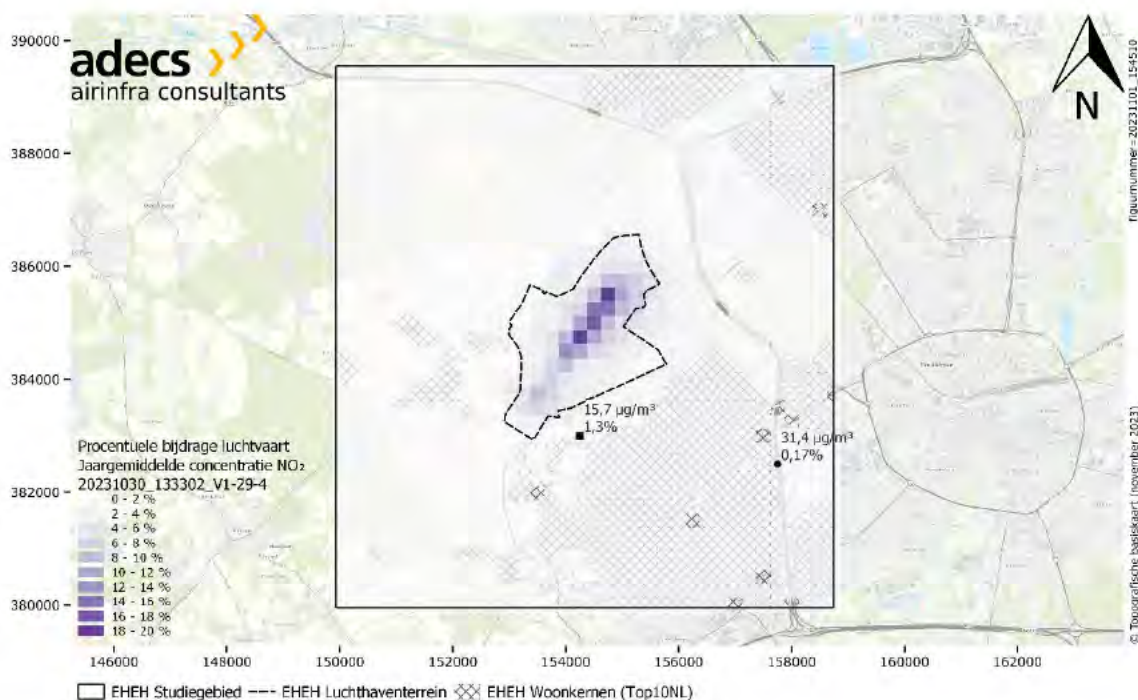 adecs
airinfra consultants
N
figuurnummer=20231101_154510
© Topografische basiskaart (november 2023)
390000
388000
386000
384000
382000
380000
15,7 µg/m³
1,3%
31,4 µg/m³
0,17%
Procentuele bijdrage luchtvaart
Jaargemiddelde concentratie NO₂
20231030_133302_V1-29-4
0 - 2 %
2 - 4 %
4 - 6 %
6 - 8 %
8 - 10 %
10 - 12 %
12 - 14 %
14 - 16 %
16 - 18 %
18 - 20 %
146000
148000
150000
152000
154000
156000
158000
160000
162000
EHEH Studiegebied
EHEH Luchthaventerrein
EHEH Woonkernen (Top10NL)